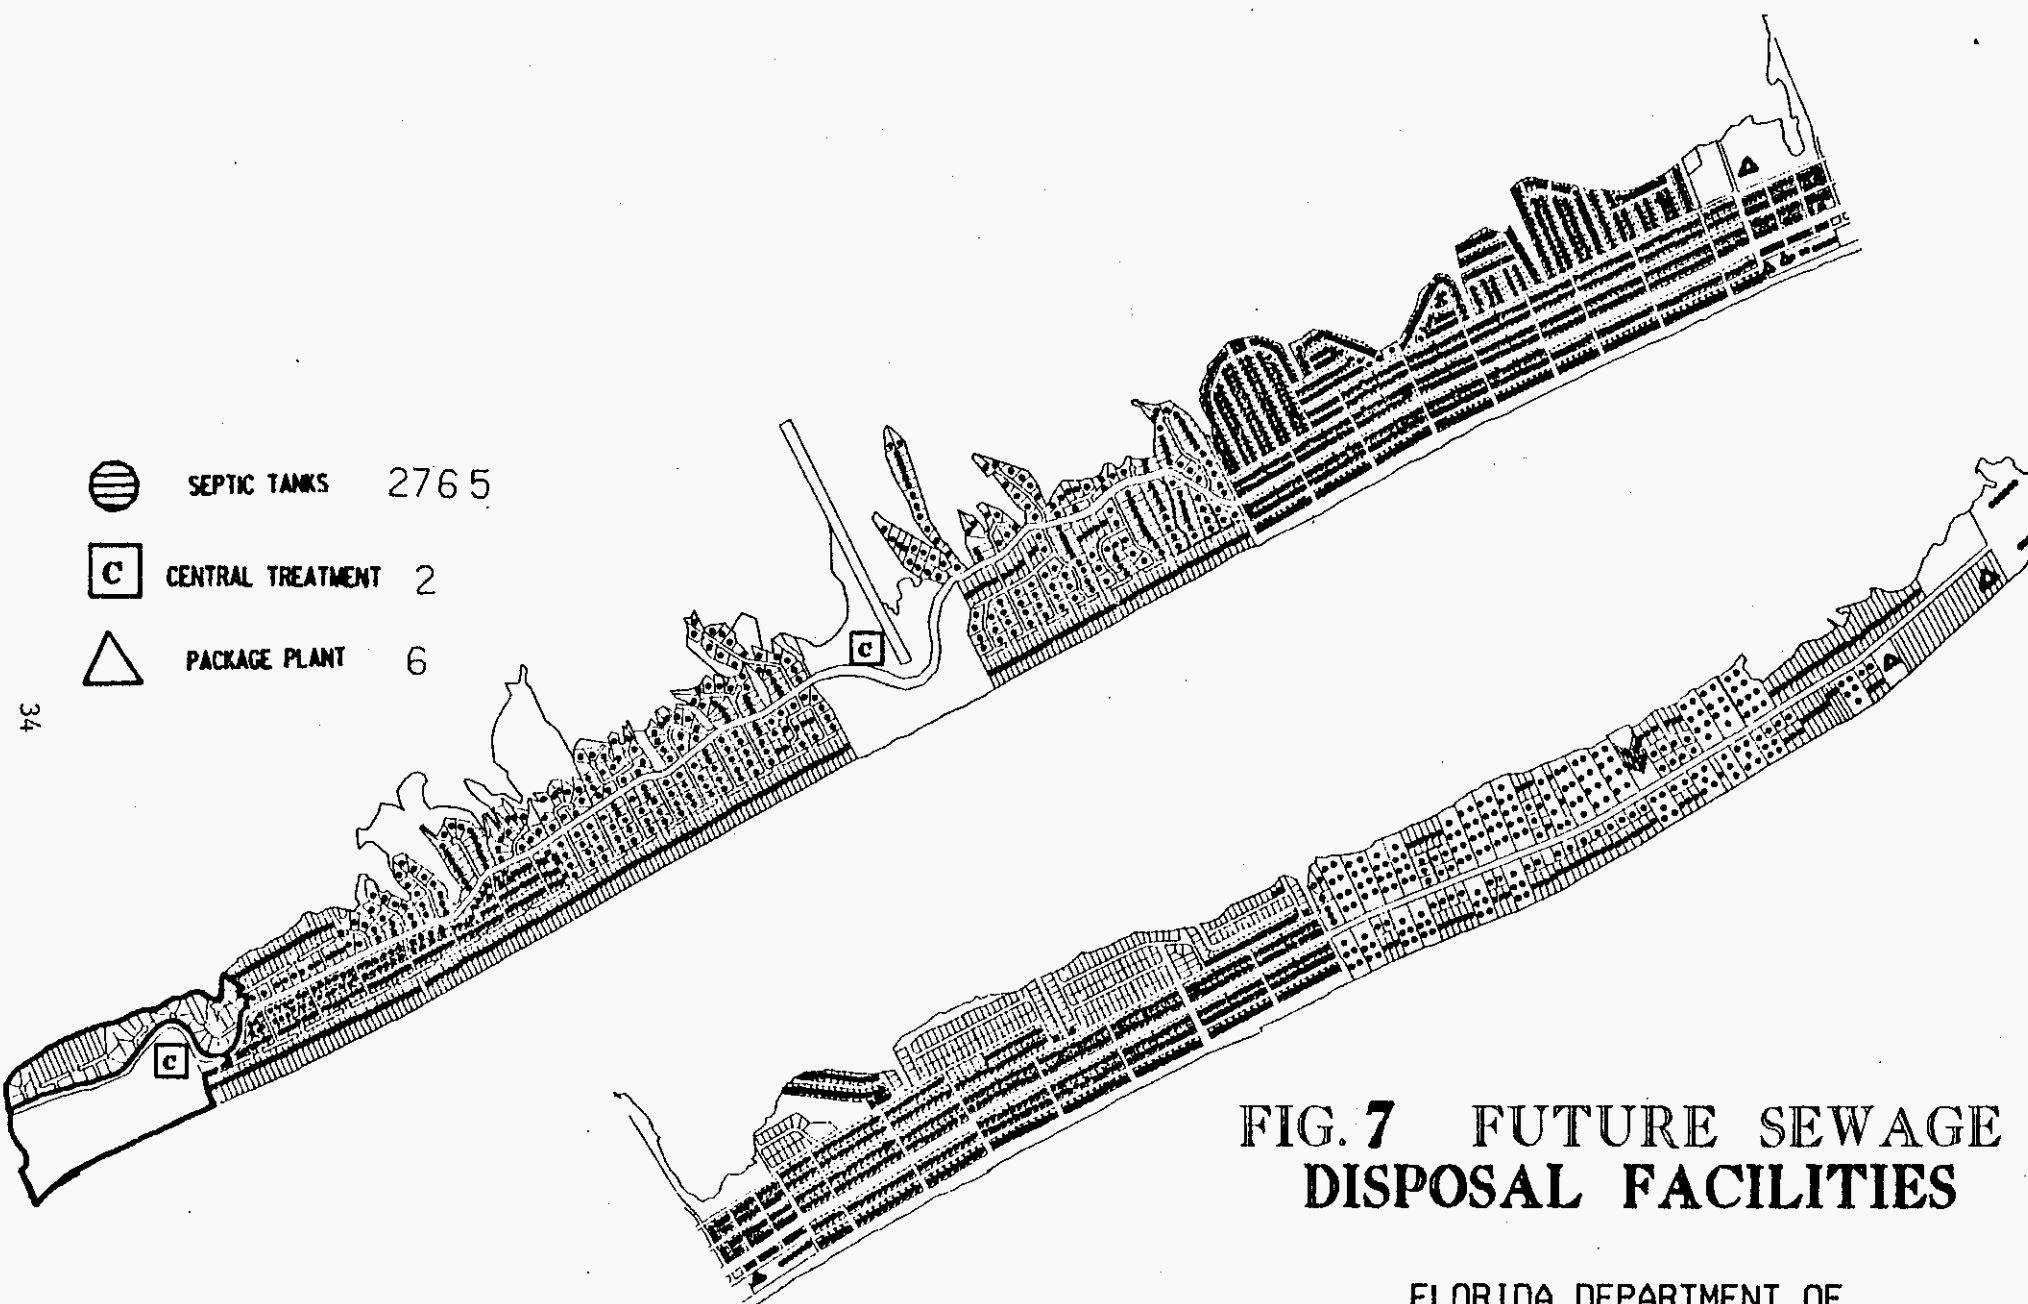 SEPTIC TANKS 2765
C CENTRAL TREATMENT 2
PACKAGE PLANT 6
34
C
C
FIG. 7 FUTURE SEWAGE
DISPOSAL FACILITIES
FLORIDA DEPARTMENT OF